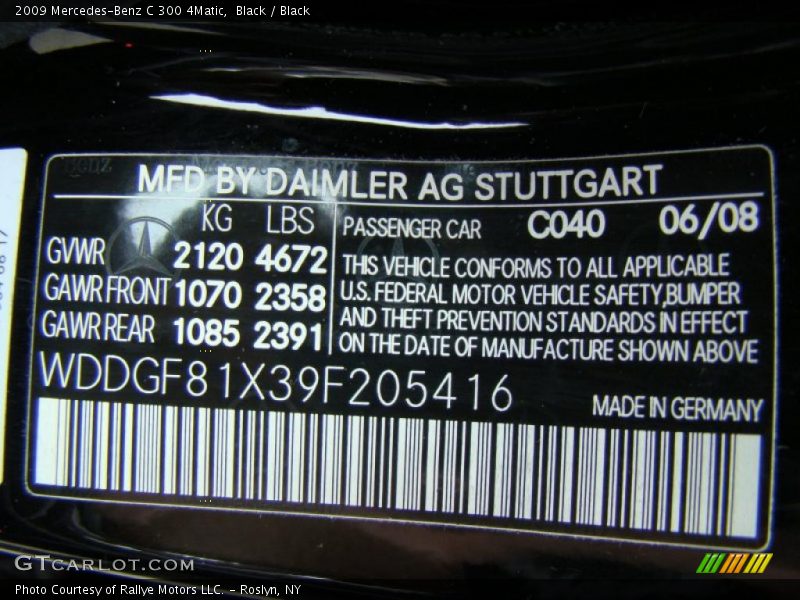 2009 Mercedes-Benz C 300 4Matic, Black / Black
MFD BY DAIMLER AG STUTTGART
KG LBS
GVWR 2120 4672
GAWR FRONT 1070 2358
GAWR REAR 1085 2391
PASSENGER CAR C040 06/08
THIS VEHICLE CONFORMS TO ALL APPLICABLE
U.S. FEDERAL MOTOR VEHICLE SAFETY,BUMPER
AND THEFT PREVENTION STANDARDS IN EFFECT
ON THE DATE OF MANUFACTURE SHOWN ABOVE
WDDGF81X39F205416
MADE IN GERMANY
GTCARLOT.COM
Photo Courtesy of Rallye Motors LLC. - Roslyn, NY